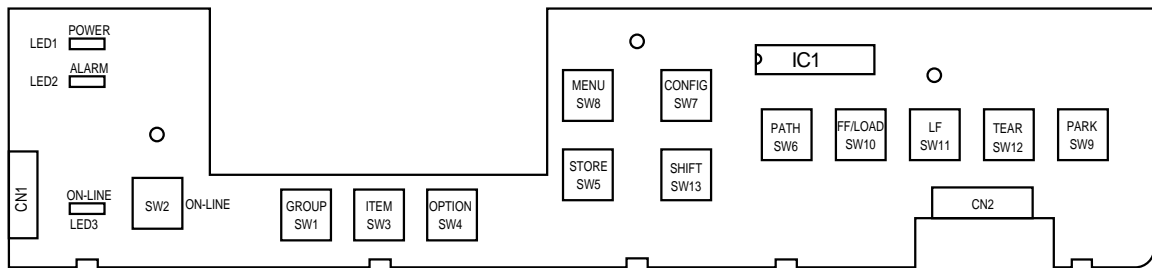 POWER
LED1
ALARM
LED2
IC1
MENU
SW8
CONFIG
SW7
PATH
SW6
FF/LOAD
SW10
LF
SW11
TEAR
SW12
PARK
SW9
STORE
SW5
SHIFT
SW13
CN1
ON-LINE
LED3
SW2
ON-LINE
GROUP
SW1
ITEM
SW3
OPTION
SW4
CN2